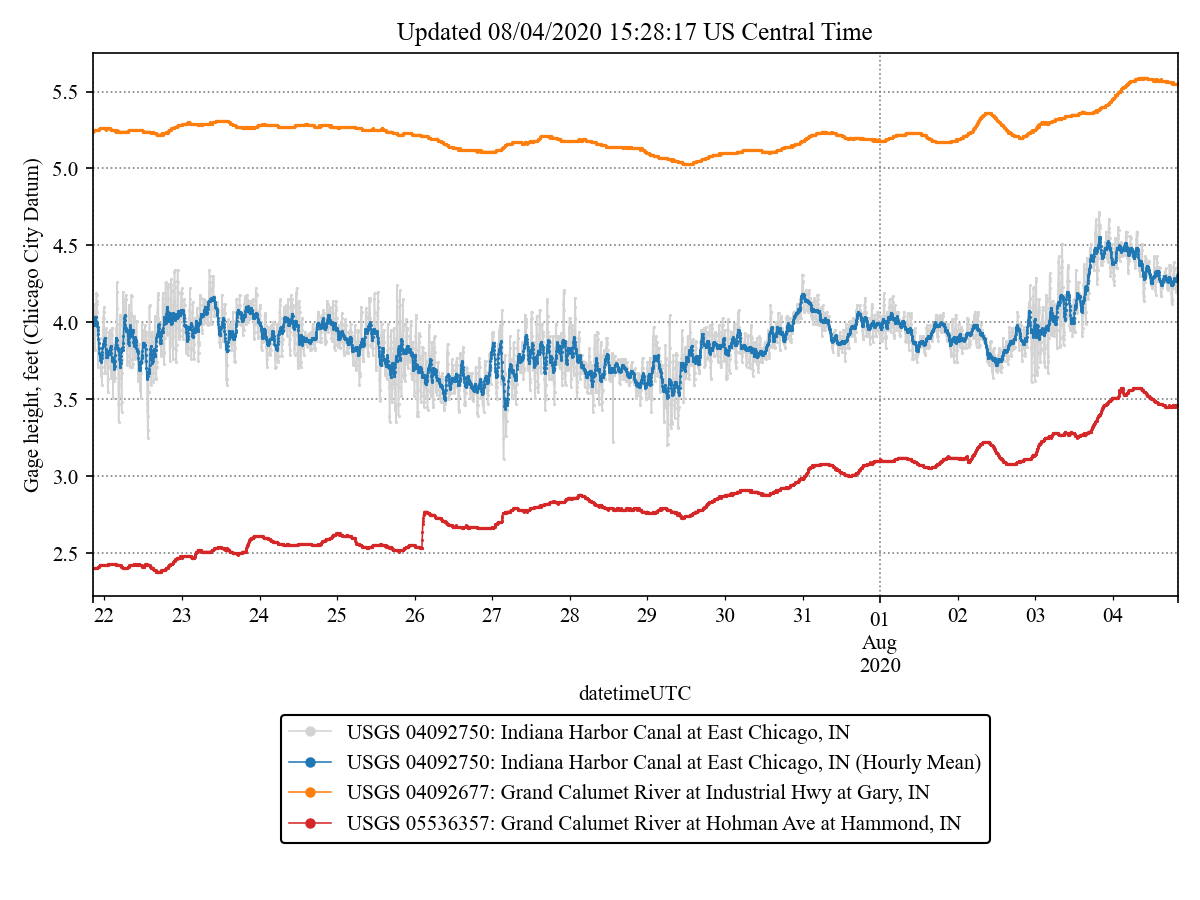 Updated 08/04/2020 15:28:17 US Central Time
Gage height, feet (Chicago City Datum)
5.5
5.0
4.5
4.0
3.5
3.0
2.5
22 23 24 25 26 27 28 29 30 31 01 02 03 04
Aug
2020
datetimeUTC
USGS 04092750: Indiana Harbor Canal at East Chicago, IN
USGS 04092750: Indiana Harbor Canal at East Chicago, IN (Hourly Mean)
USGS 04092677: Grand Calumet River at Industrial Hwy at Gary, IN
USGS 05536357: Grand Calumet River at Hohman Ave at Hammond, IN